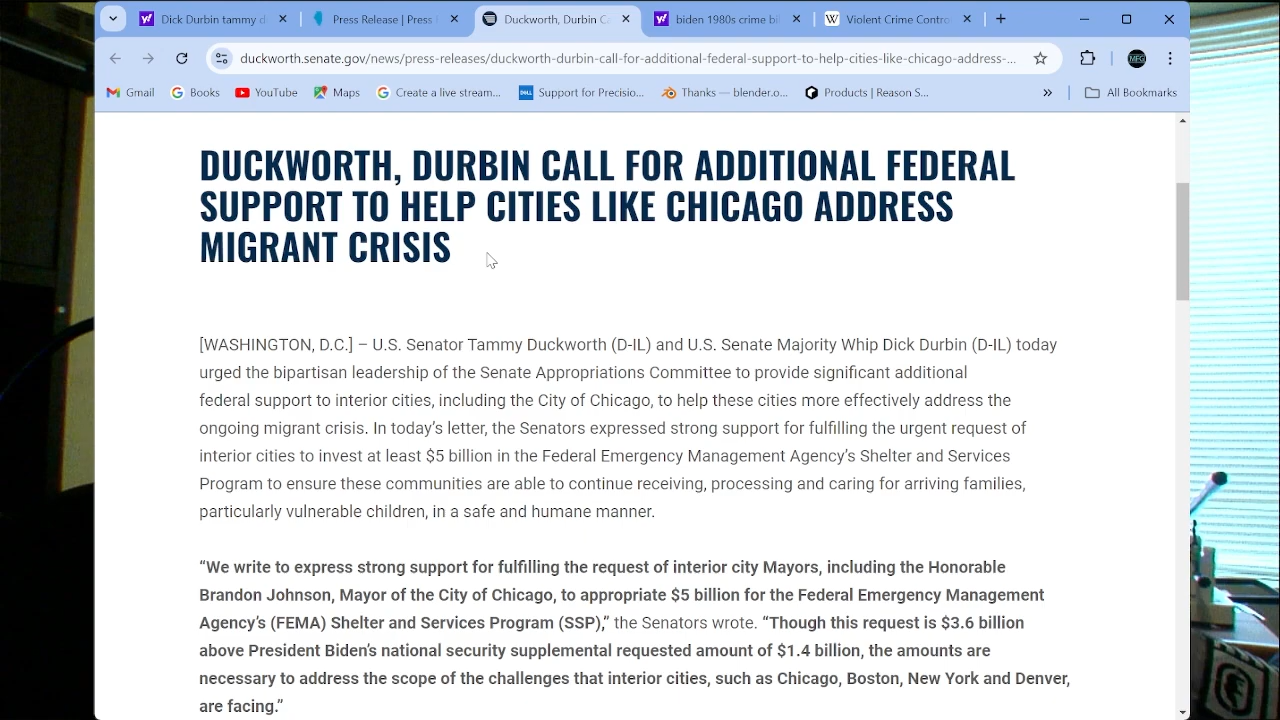 Dick Durbin tammy d
Press Release | Press
Duckworth, Durbin Ca
biden 1980s crime bi
Violent Crime Contro
duckworth.senate.gov/news/press-releases/duckworth-durbin-call-for-additional-federal-support-to-help-cities-like-chicago-address-...
MFG
Gmail
Books
YouTube
Maps
Create a live stream...
DELL
Support for Precisio...
Thanks — blender.o...
Products | Reason S...
»
All Bookmarks
DUCKWORTH, DURBIN CALL FOR ADDITIONAL FEDERAL
SUPPORT TO HELP CITIES LIKE CHICAGO ADDRESS
MIGRANT CRISIS
[WASHINGTON, D.C.] – U.S. Senator Tammy Duckworth (D-IL) and U.S. Senate Majority Whip Dick Durbin (D-IL) today
urged the bipartisan leadership of the Senate Appropriations Committee to provide significant additional
federal support to interior cities, including the City of Chicago, to help these cities more effectively address the
ongoing migrant crisis. In today's letter, the Senators expressed strong support for fulfilling the urgent request of
interior cities to invest at least $5 billion in the Federal Emergency Management Agency's Shelter and Services
Program to ensure these communities are able to continue receiving, processing and caring for arriving families,
particularly vulnerable children, in a safe and humane manner.
“We write to express strong support for fulfilling the request of interior city Mayors, including the Honorable
Brandon Johnson, Mayor of the City of Chicago, to appropriate $5 billion for the Federal Emergency Management
Agency's (FEMA) Shelter and Services Program (SSP),” the Senators wrote. “Though this request is $3.6 billion
above President Biden's national security supplemental requested amount of $1.4 billion, the amounts are
necessary to address the scope of the challenges that interior cities, such as Chicago, Boston, New York and Denver,
are facing.”